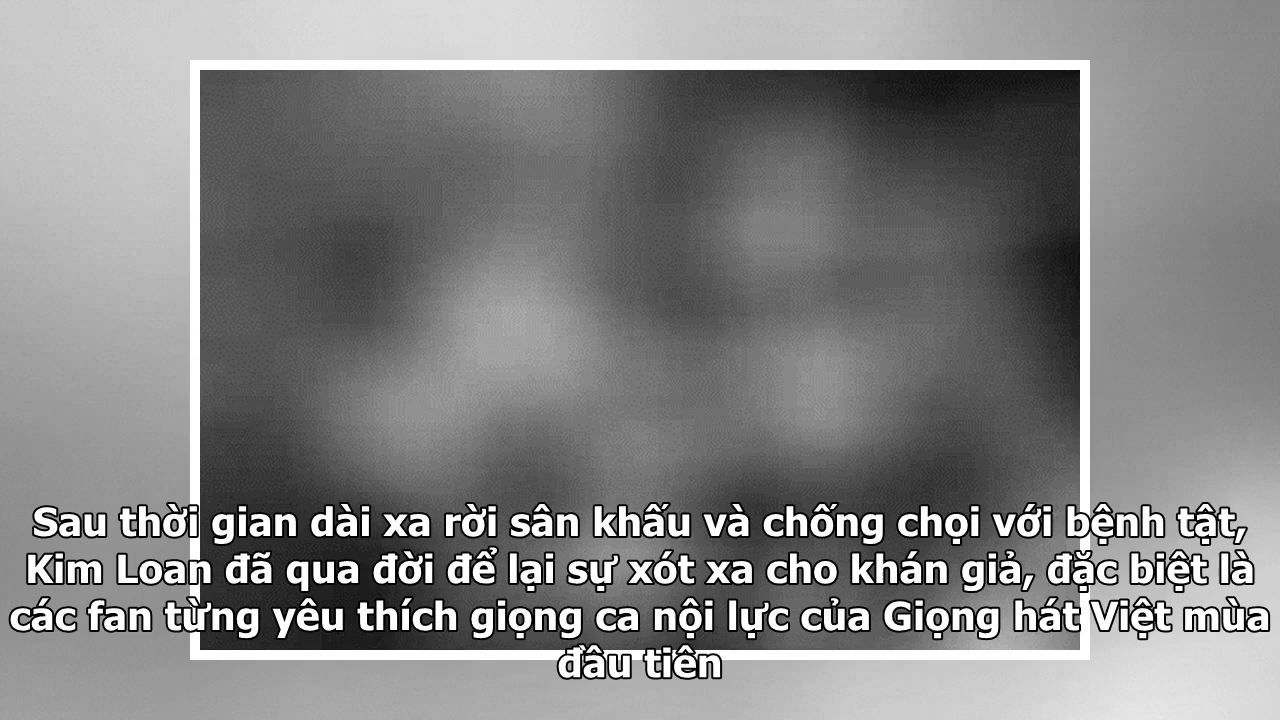 Sau thời gian dài xa rời sân khấu và chống chọi với bệnh tật,
Kim Loan đã qua đời để lại sự xót xa cho khán giả, đặc biệt là
các fan từng yêu thích giọng ca nội lực của Giọng hát Việt mùa
đầu tiên